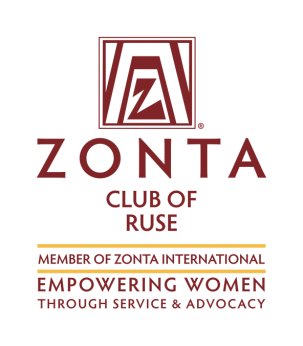 ®
ZONTA
CLUB OF
RUSE
MEMBER OF ZONTA INTERNATIONAL
EMPOWERING WOMEN
THROUGH SERVICE & ADVOCACY